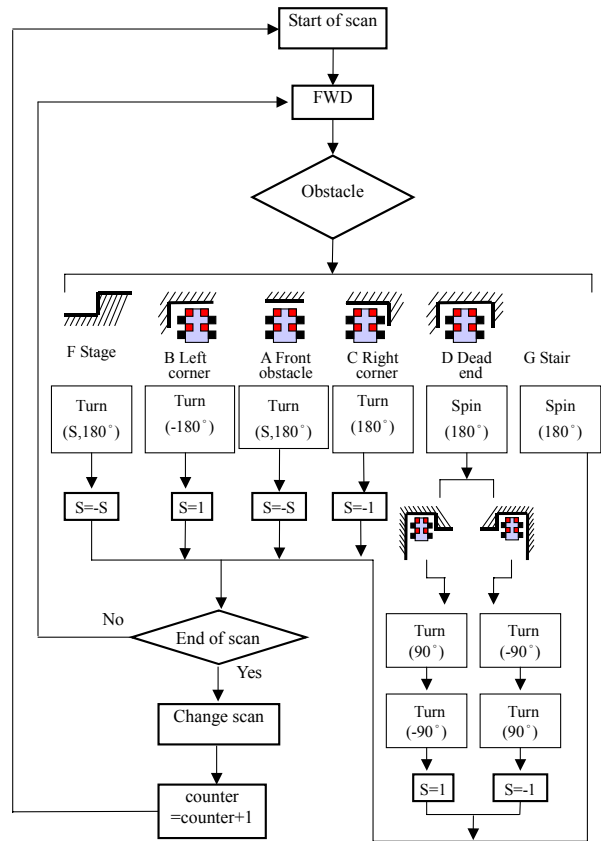 Start of scan
FWD
Obstacle
F Stage
B Left
corner
A Front
obstacle
C Right
corner
D Dead
end
G Stair
Turn
(S,180°)
Turn
(-180°)
Turn
(S,180°)
Turn
(180°)
Spin
(180°)
Spin
(180°)
S=-S
S=1
S=-S
S=-1
No
End of scan
Yes
Turn
(90°)
Turn
(-90°)
Turn
(-90°)
Turn
(90°)
S=1
S=-1
Change scan
counter
=counter+1